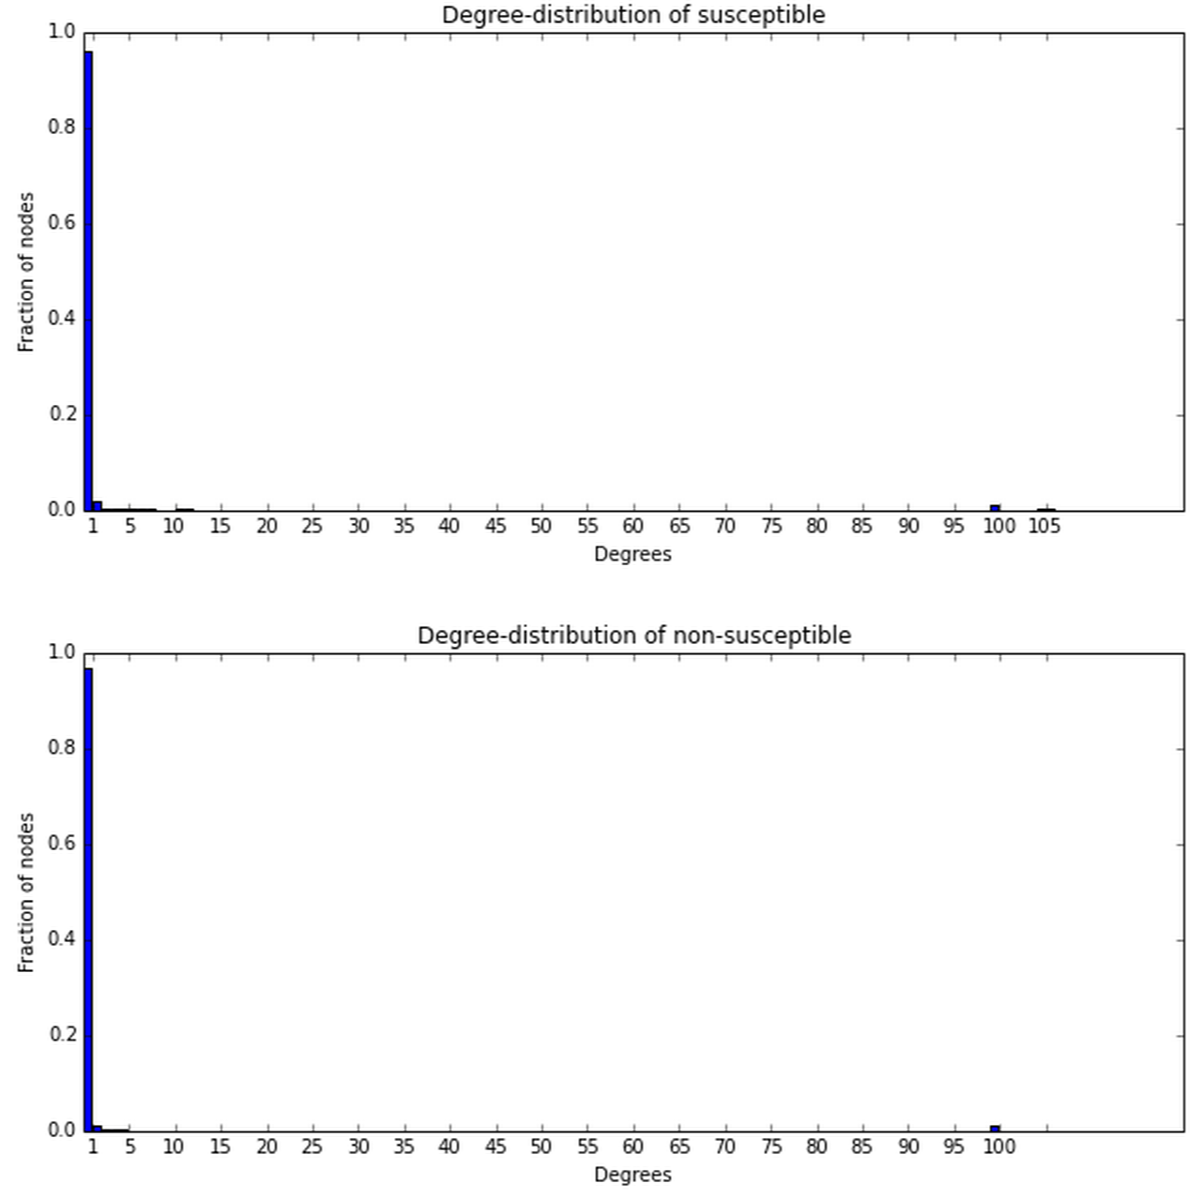 Degree-distribution of susceptible
1.0
0.8
0.6
0.4
0.2
0.0
Fraction of nodes
1 5 10 15 20 25 30 35 40 45 50 55 60 65 70 75 80 85 90 95 100 105
Degrees
Degree-distribution of non-susceptible
1.0
0.8
0.6
0.4
0.2
0.0
Fraction of nodes
1 5 10 15 20 25 30 35 40 45 50 55 60 65 70 75 80 85 90 95 100
Degrees